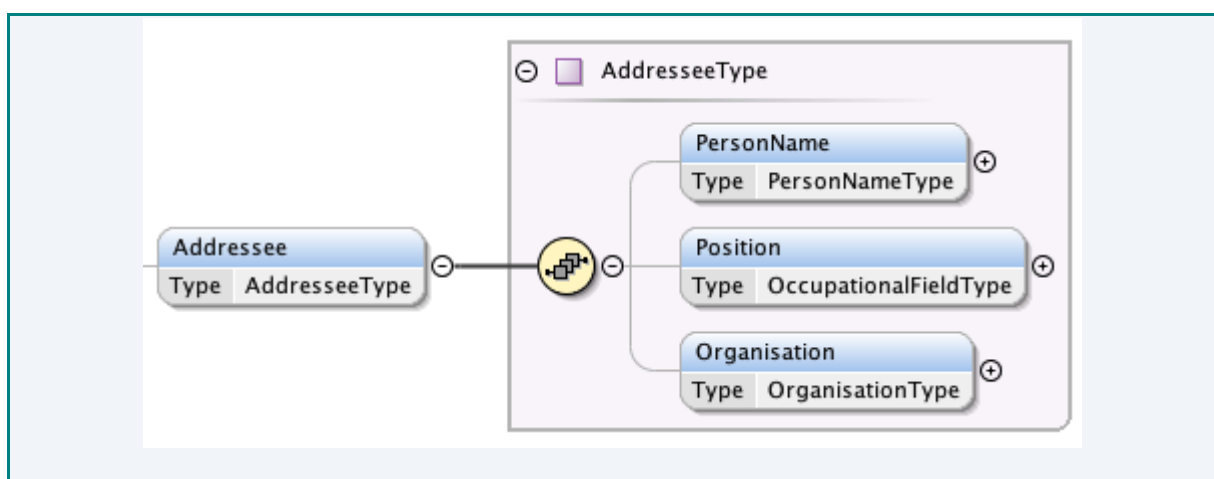 AddresseeType
PersonName
Type PersonNameType
Addressee
Type AddresseeType
Position
Type OccupationalFieldType
Organisation
Type OrganisationType